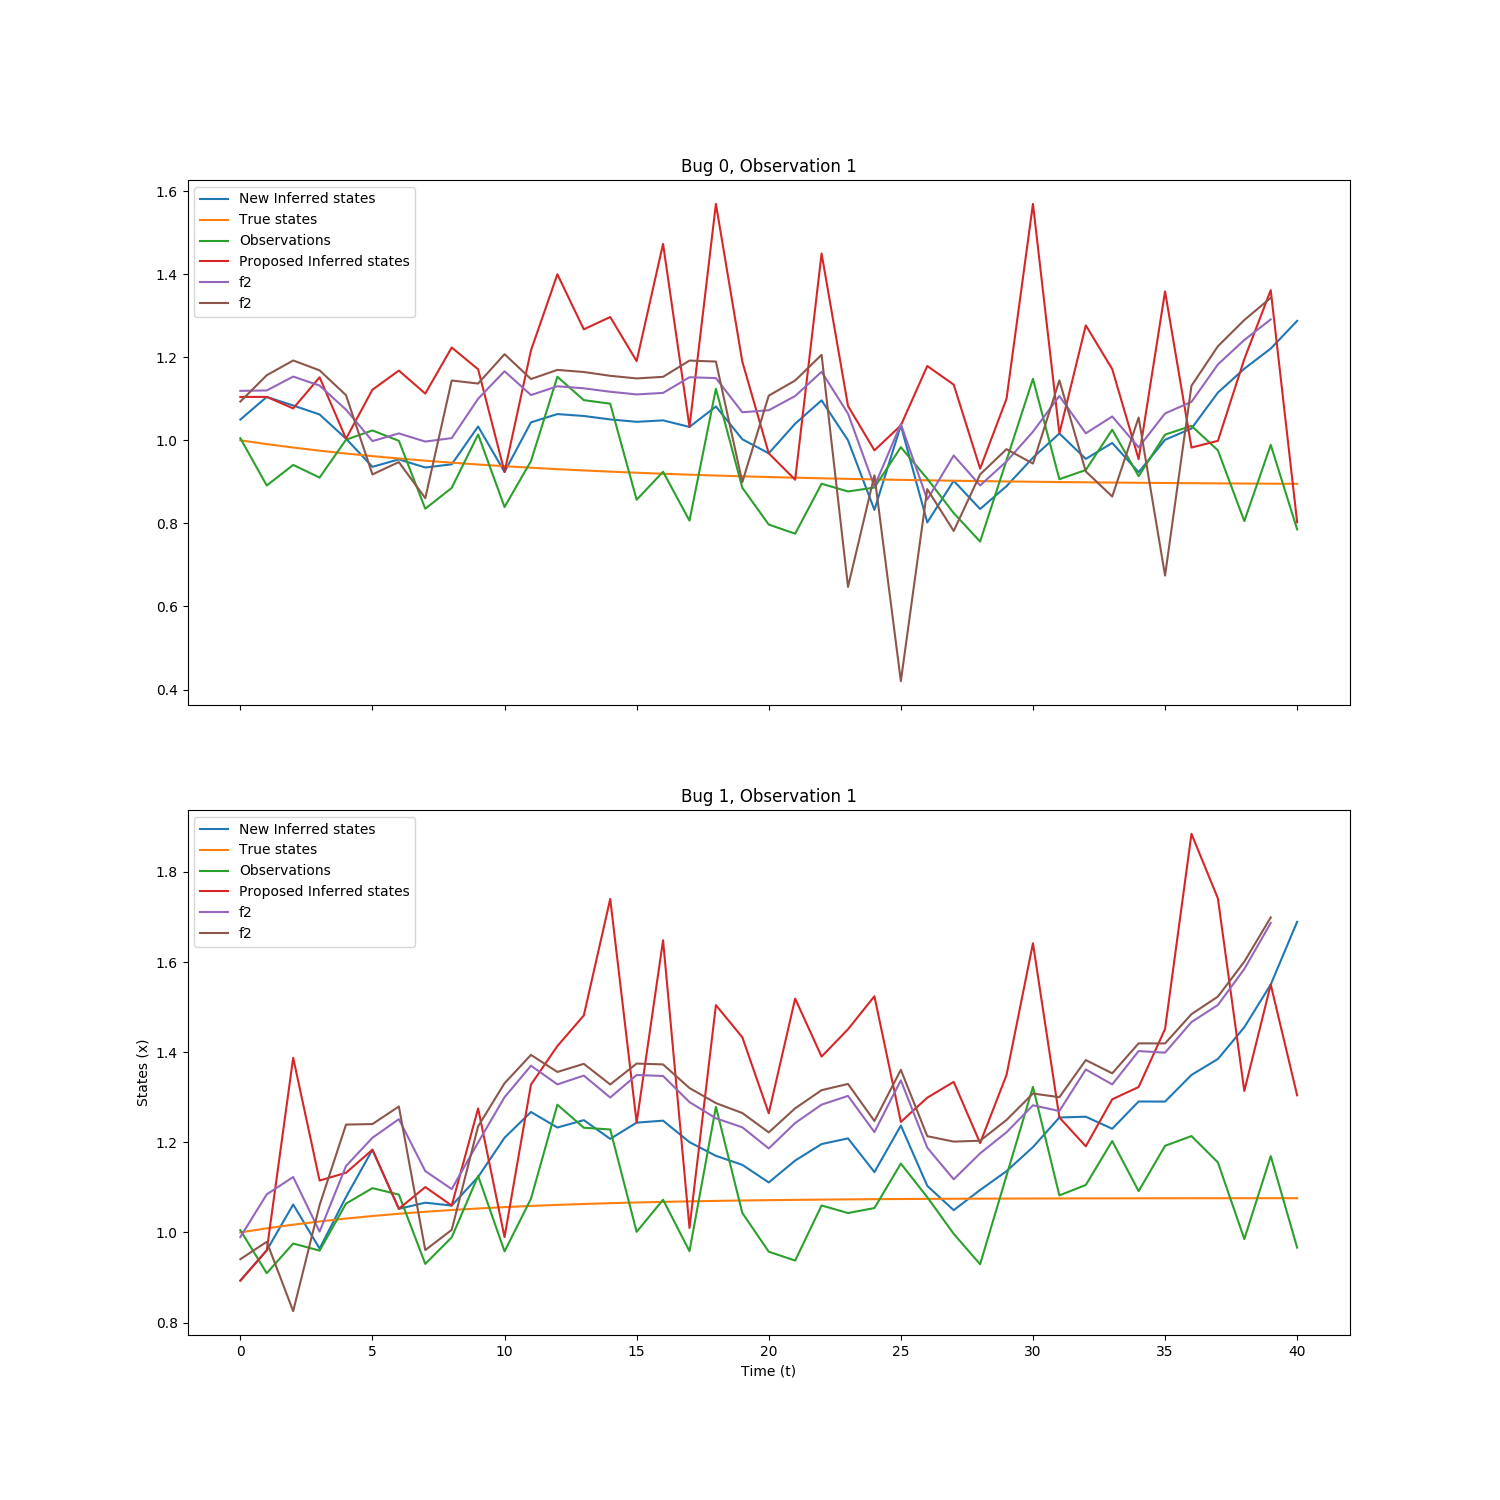 Bug 0, Observation 1
1.6
1.4
1.2
1.0
0.8
0.6
0.4
New Inferred states
True states
Observations
Proposed Inferred states
f2
f2
Bug 1, Observation 1
1.8
1.6
1.4
1.2
1.0
0.8
States (x)
New Inferred states
True states
Observations
Proposed Inferred states
f2
f2
0 5 10 15 20 25 30 35 40
Time (t)